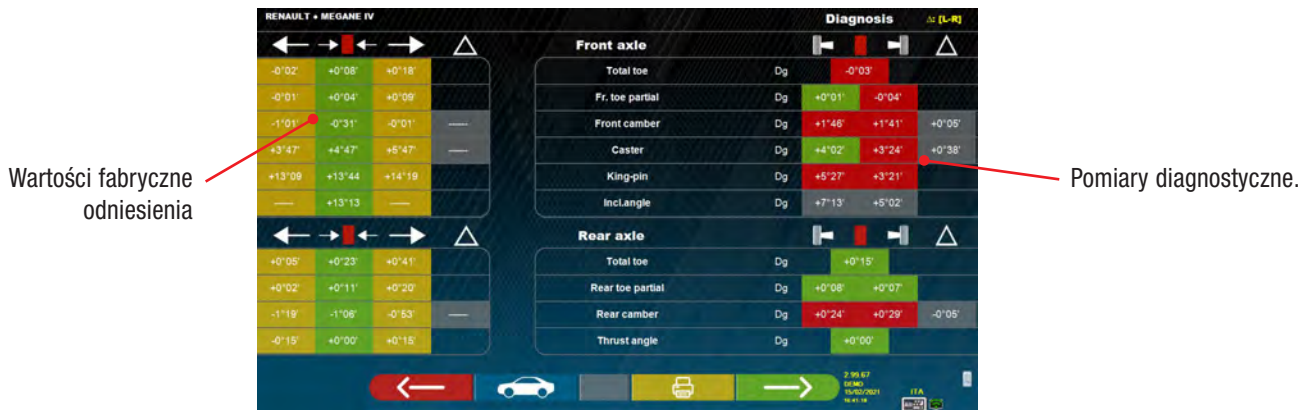 RENAULT • MEGANE IV Diagnosis Δ: [L-R]
Front axle
-0°02' +0°08' +0°18' Total toe Dg -0°03'
-0°01' +0°04' +0°09' Fr. toe partial Dg +0°01' -0°04'
-1°01' -0°31' -0°01' Front camber Dg +1°46' +1°41' +0°05'
+3°47' +4°47' +5°47' Caster Dg +4°02' +3°24' +0°38'
Wartości fabryczne
odniesienia
+13°09 +13°44 +14°19 King-pin Dg +5°27' +3°21'
Pomiary diagnostyczne.
+13°13 Incl.angle Dg +7°13' +5°02'
Rear axle
+0°05' +0°23' +0°41' Total toe Dg +0°15'
+0°02' +0°11' +0°20' Rear toe partial Dg +0°08' +0°07'
-1°19' -1°06' -0°53' Rear camber Dg +0°24' +0°29' -0°05'
-0°15' +0°00' +0°15' Thrust angle Dg +0°00'
2.99.67
DEMO
15/02/2021 ITA
16:41:18